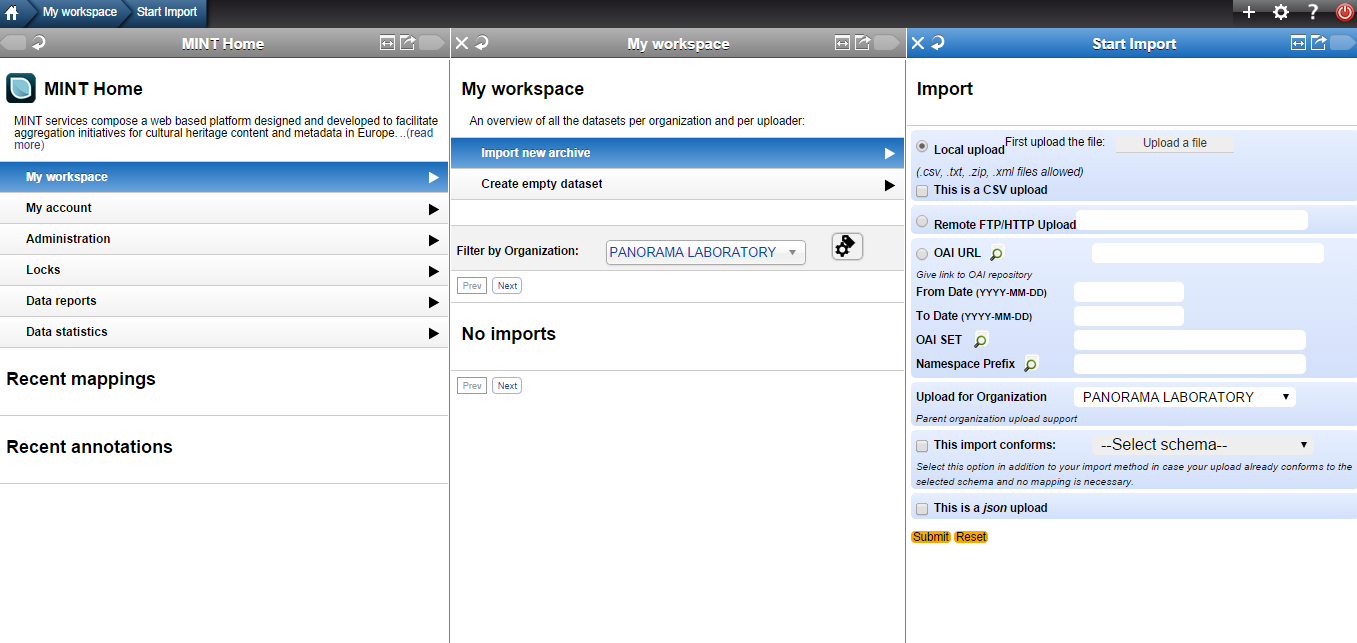 My workspace Start Import
MINT Home
MINT Home
MINT services compose a web based platform designed and developed to facilitate
aggregation initiatives for cultural heritage content and metadata in Europe...(read
more)
My workspace
My account
Administration
Locks
Data reports
Data statistics
Recent mappings
Recent annotations
My workspace
My workspace
An overview of all the datasets per organization and per uploader:
Import new archive
Create empty dataset
Filter by Organization: PANORAMA LABORATORY
Prev Next
No imports
Prev Next
Start Import
Import
Local upload First upload the file: Upload a file
(.csv, .txt, .zip, .xml files allowed)
This is a CSV upload
Remote FTP/HTTP Upload
OAI URL
Give link to OAI repository
From Date (YYYY-MM-DD)
To Date (YYYY-MM-DD)
OAI SET
Namespace Prefix
Upload for Organization PANORAMA LABORATORY
Parent organization upload support
This import conforms: --Select schema--
Select this option in addition to your import method in case your upload already conforms to the
selected schema and no mapping is necessary.
This is a json upload
Submit Reset